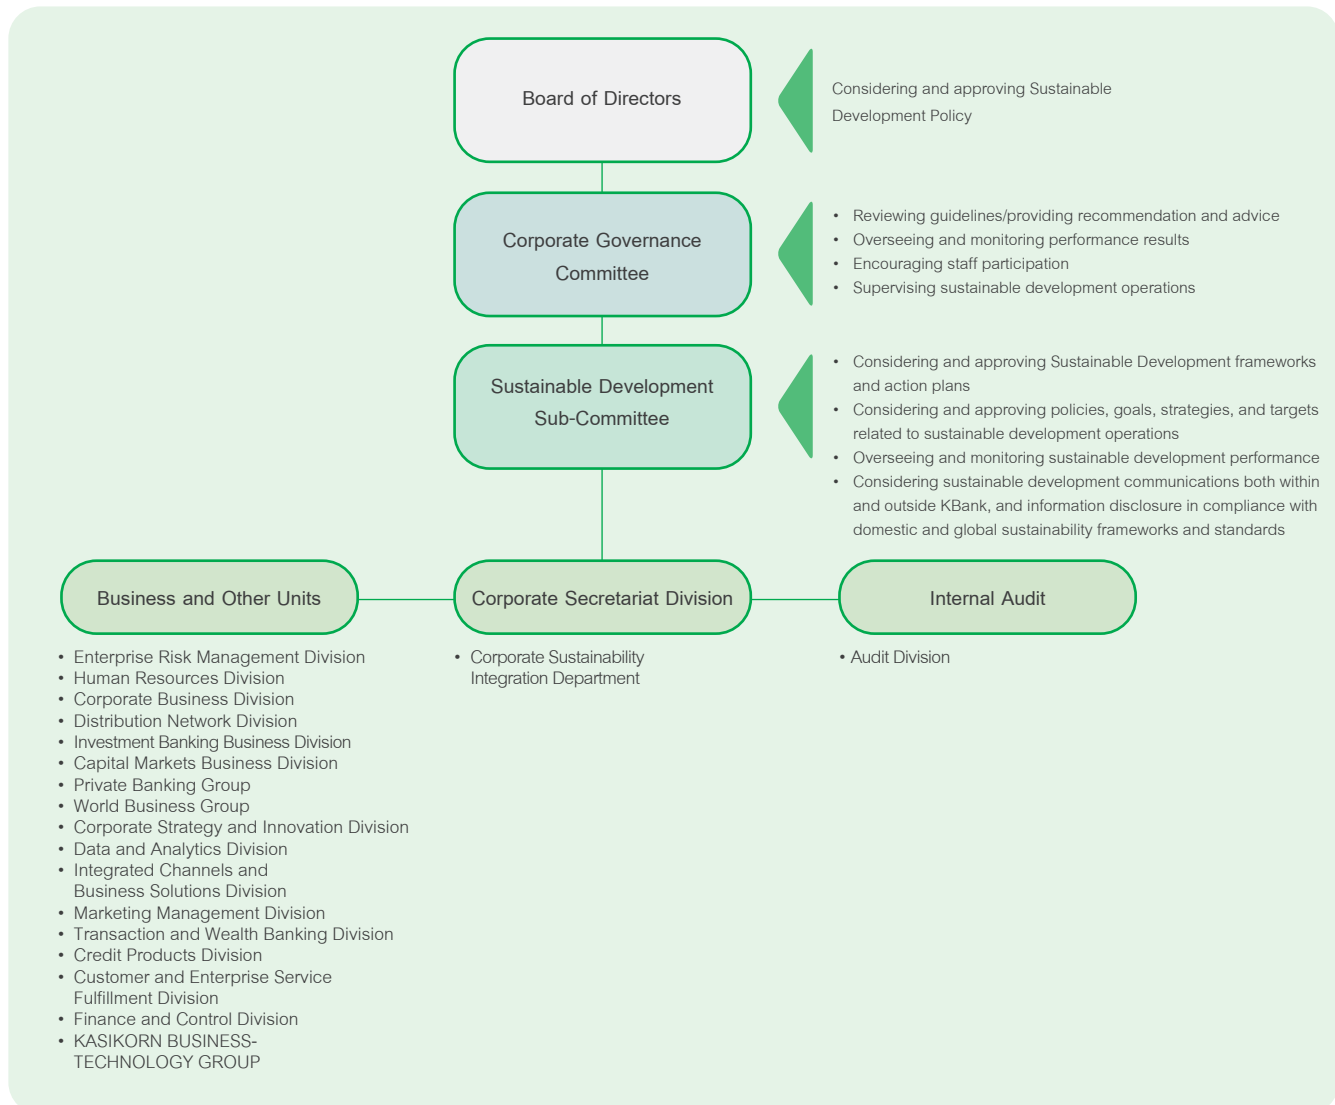 Board of Directors
Considering and approving Sustainable
Development Policy
Corporate Governance
Committee
• Reviewing guidelines/providing recommendation and advice
• Overseeing and monitoring performance results
• Encouraging staff participation
• Supervising sustainable development operations
Sustainable Development
Sub-Committee
• Considering and approving Sustainable Development frameworks
and action plans
• Considering and approving policies, goals, strategies, and targets
related to sustainable development operations
• Overseeing and monitoring sustainable development performance
• Considering sustainable development communications both within
and outside KBank, and information disclosure in compliance with
domestic and global sustainability frameworks and standards
Business and Other Units
• Enterprise Risk Management Division
• Human Resources Division
• Corporate Business Division
• Distribution Network Division
• Investment Banking Business Division
• Capital Markets Business Division
• Private Banking Group
• World Business Group
• Corporate Strategy and Innovation Division
• Data and Analytics Division
• Integrated Channels and
Business Solutions Division
• Marketing Management Division
• Transaction and Wealth Banking Division
• Credit Products Division
• Customer and Enterprise Service
Fulfillment Division
• Finance and Control Division
• KASIKORN BUSINESS-
TECHNOLOGY GROUP
Corporate Secretariat Division
• Corporate Sustainability
Integration Department
Internal Audit
• Audit Division